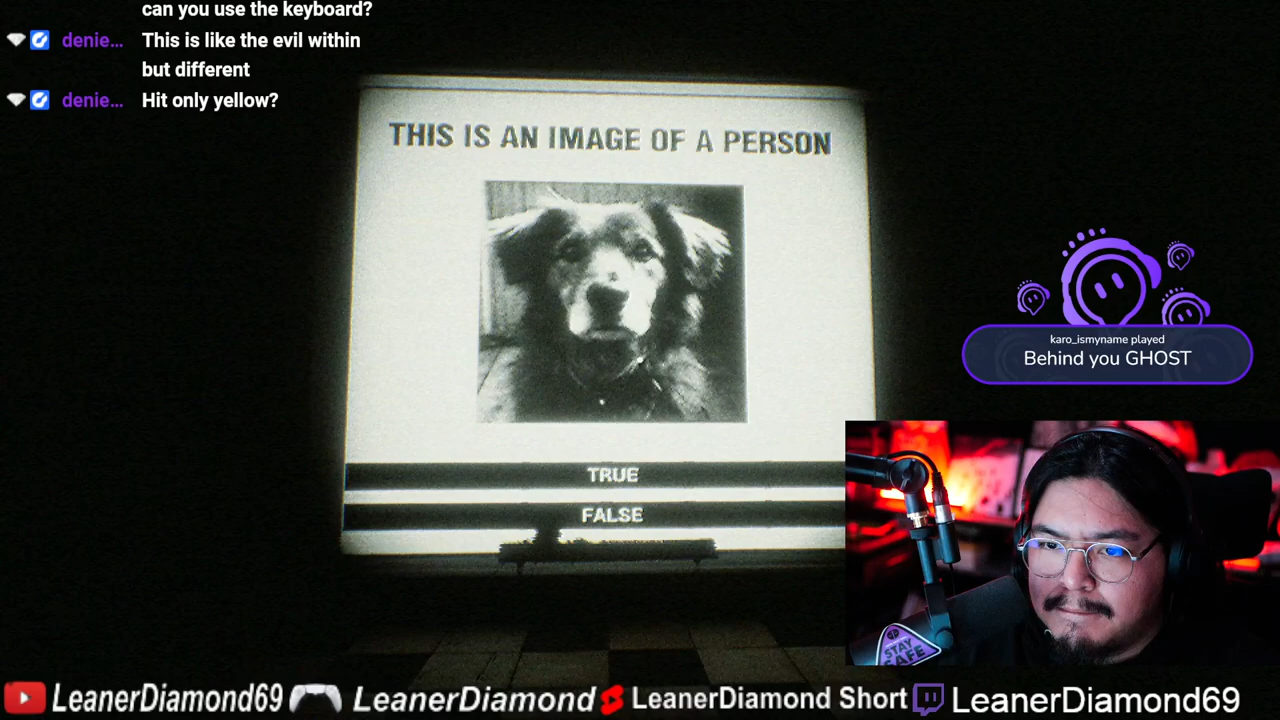 can you use the keyboard?
denie... This is like the evil within
but different
denie... Hit only yellow?
THIS IS AN IMAGE OF A PERSON
TRUE
FALSE
karo_ismyname played
Behind you GHOST
STAY
SAFE
LeanerDiamond69 LeanerDiamond LeanerDiamond Short LeanerDiamond69